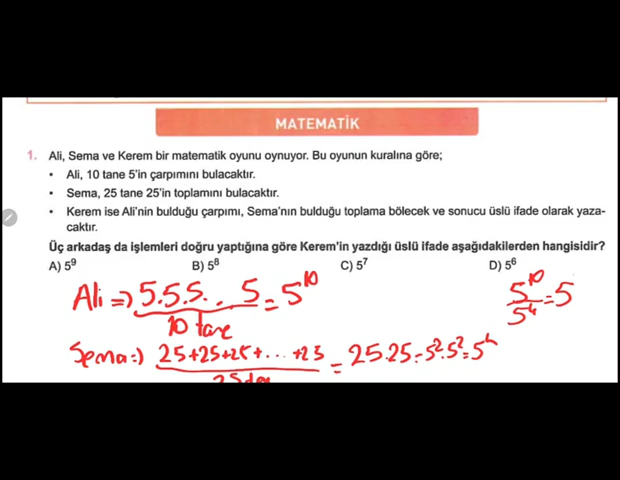 MATEMATİK
1. Ali, Sema ve Kerem bir matematik oyunu oynuyor. Bu oyunun kuralına göre;
• Ali, 10 tane 5'in çarpımını bulacaktır.
• Sema, 25 tane 25'in toplamını bulacaktır.
• Kerem ise Ali'nin bulduğu çarpımı, Sema'nın bulduğu toplama bölecek ve sonucu üslü ifade olarak yaza-
caktır.
Üç arkadaş da işlemleri doğru yaptığına göre Kerem'in yazdığı üslü ifade aşağıdakilerden hangisidir?
A) 5⁹ B) 5⁸ C) 5⁷ D) 5⁶
Ali => 5.5.5. .. 5 = 5¹⁰
10 tane
5¹⁰/5⁴ = 5
Sema => 25+25+25+...+25 = 25.25 = 5².5² = 5⁴